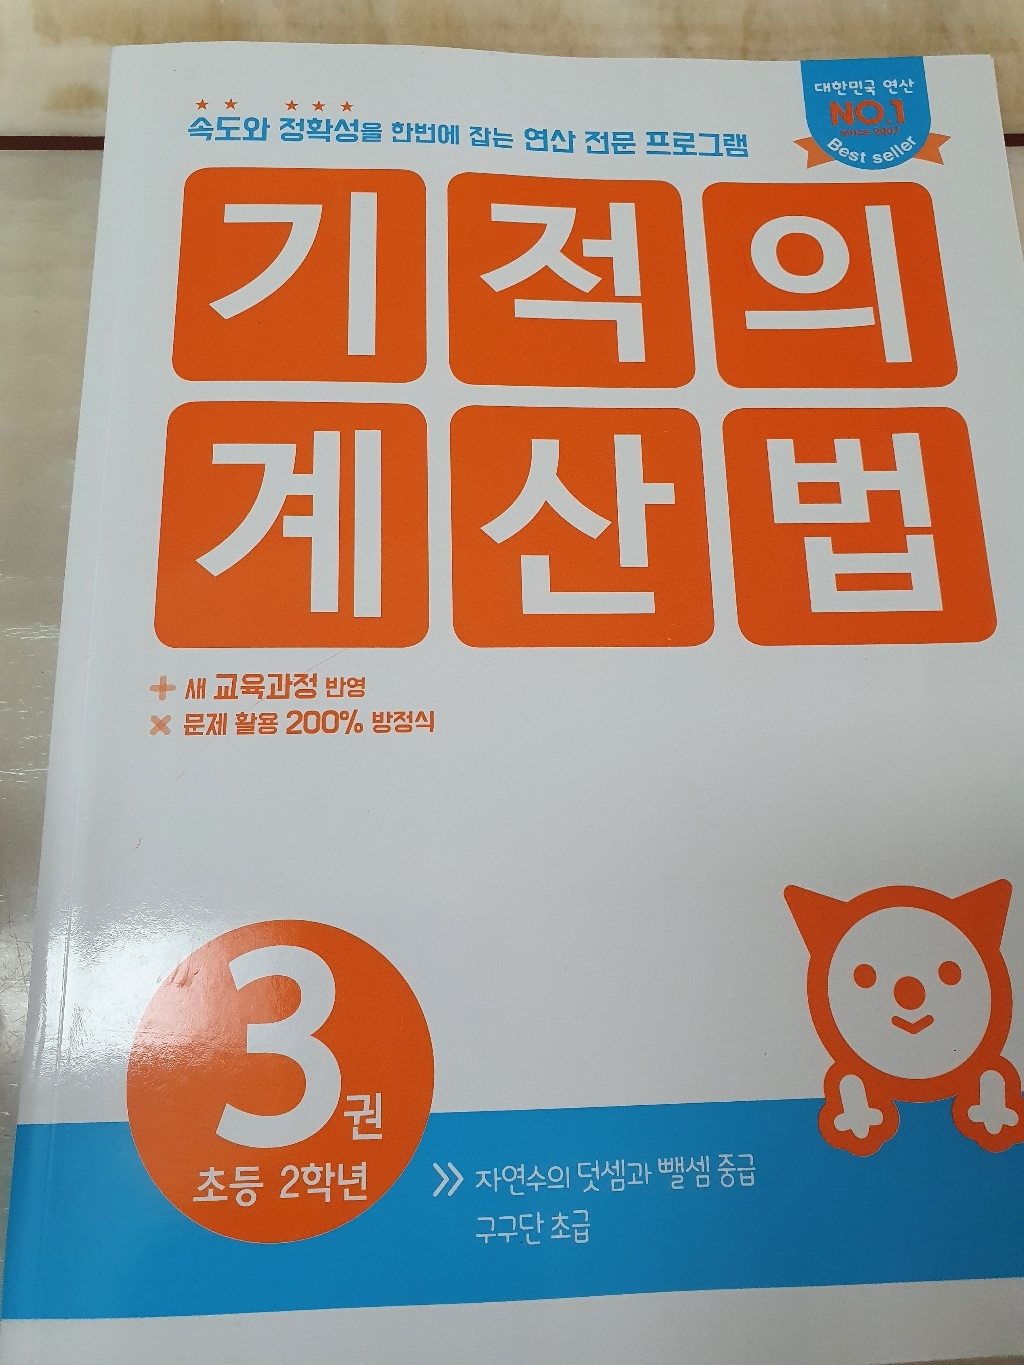 속도와 정확성을 한번에 잡는 연산 전문 프로그램
대한민국 연산
NO.1
since 2007
Best seller
기적의
계산법
새 교육과정 반영
문제 활용 200% 방정식
3권
초등 2학년
자연수의 덧셈과 뺄셈 중급
구구단 초급